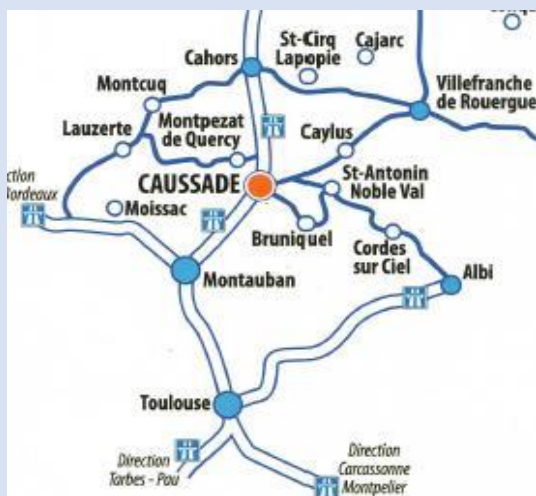 St-Cirq
Lapopie
Cajarc
Cahors
Montcuq
Villefranche
de Rouergue
Montpezat
de Quercy
Lauzerte
Caylus
St-Antonin
Noble Val
CAUSSADE
Moissac
Bordeaux
Bruniquel
Cordes
sur Ciel
Montauban
Albi
Toulouse
Direction
Tarbes - Pau
Direction
Carcassonne
Montpelier